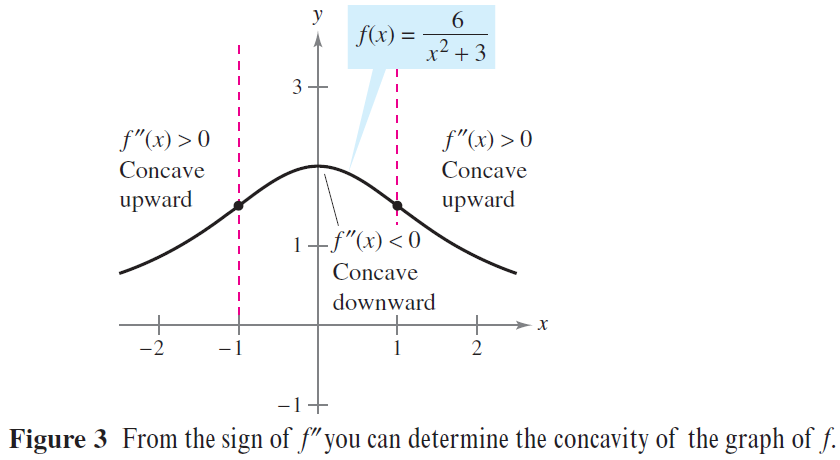 y
f(x) = 6 / (x² + 3)
3
f″(x) > 0
Concave
upward
f″(x) > 0
Concave
upward
1
f″(x) < 0
Concave
downward
x
−2
−1
1
2
−1
Figure 3 From the sign of f″ you can determine the concavity of the graph of f.